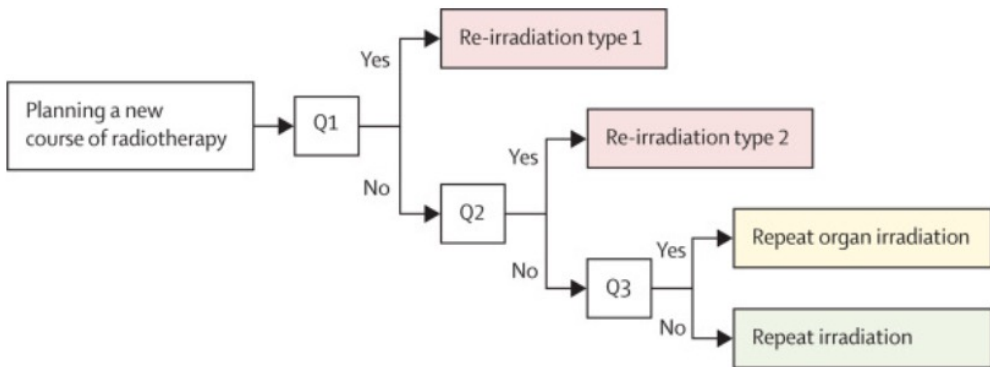 Planning a new
course of radiotherapy
Q1
Yes
Re-irradiation type 1
No
Q2
Yes
Re-irradiation type 2
No
Q3
Yes
Repeat organ irradiation
No
Repeat irradiation